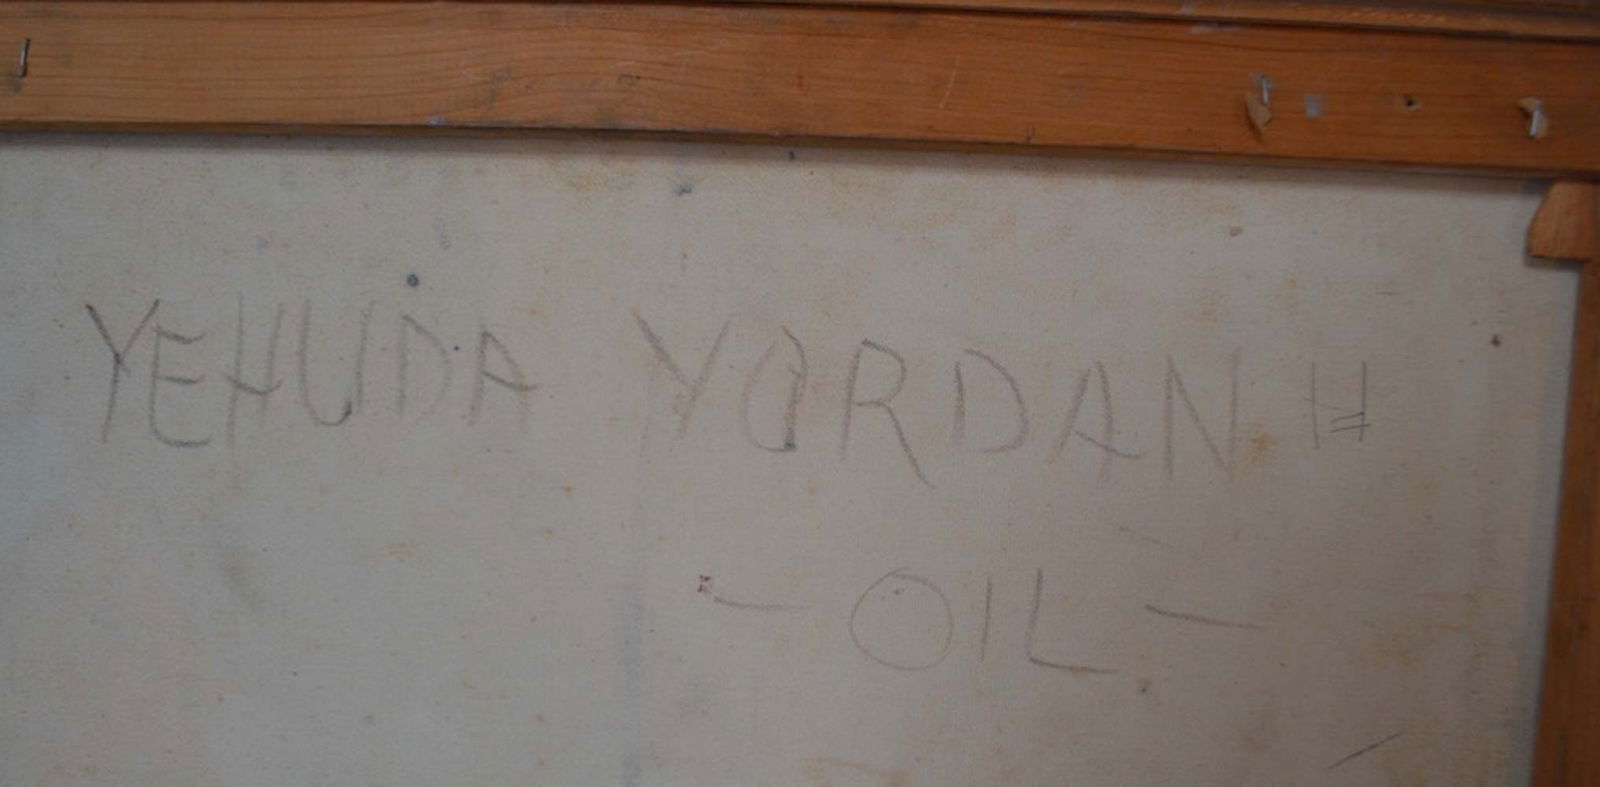 YEHUDA YORDAN H
- OIL -